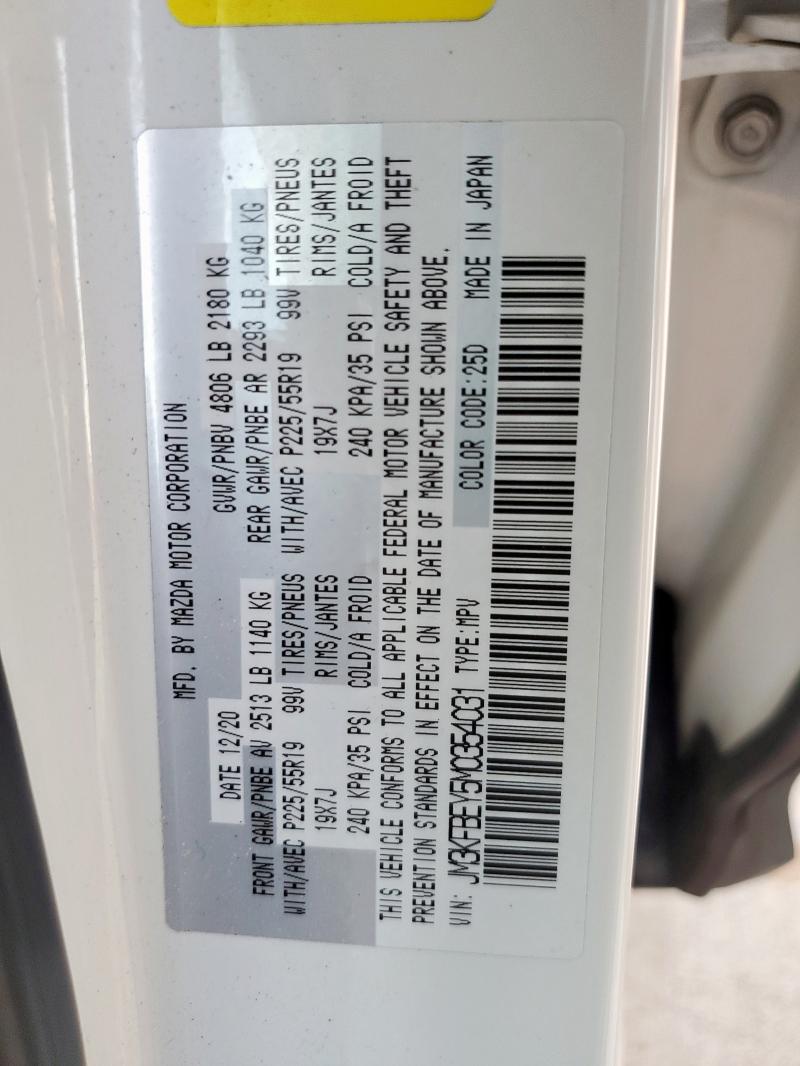 MFD. BY MAZDA MOTOR CORPORATION
DATE 12/20 GVWR/PNBV 4806 LB 2180 KG
FRONT GAWR/PNBE AV 2513 LB 1140 KG REAR GAWR/PNBE AR 2293 LB 1040 KG
WITH/AVEC P225/55R19 99V TIRES/PNEUS WITH/AVEC P225/55R19 99V TIRES/PNEUS
19X7J RIMS/JANTES 19X7J RIMS/JANTES
240 KPA/35 PSI COLD/A FROID 240 KPA/35 PSI COLD/A FROID
THIS VEHICLE CONFORMS TO ALL APPLICABLE FEDERAL MOTOR VEHICLE SAFETY AND THEFT
PREVENTION STANDARDS IN EFFECT ON THE DATE OF MANUFACTURE SHOWN ABOVE.
VIN: JM3KFBEY5M0354031 TYPE:MPV COLOR CODE:25D MADE IN JAPAN